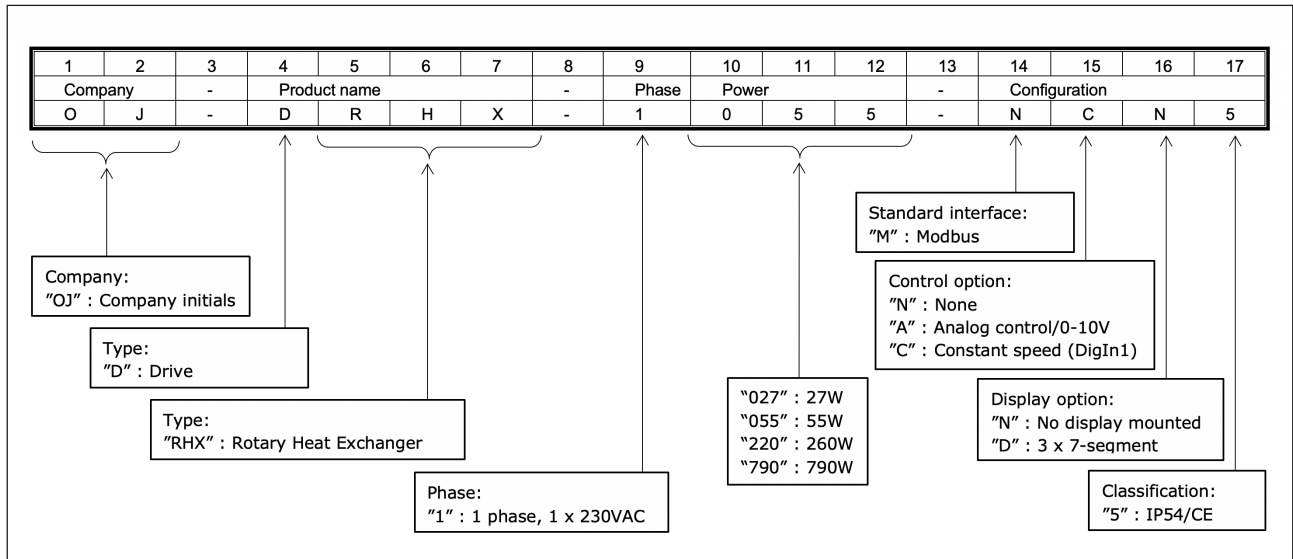 1 2 3 4 5 6 7 8 9 10 11 12 13 14 15 16 17
Company - Product name - Phase Power - Configuration
O J - D R H X - 1 0 5 5 - N C N 5
Standard interface:
”M” : Modbus
Company:
”OJ” : Company initials
Control option:
”N” : None
”A” : Analog control/0-10V
”C” : Constant speed (DigIn1)
Type:
”D” : Drive
“027” : 27W
“055” : 55W
“220” : 260W
“790” : 790W
Display option:
”N” : No display mounted
”D” : 3 x 7-segment
Type:
”RHX” : Rotary Heat Exchanger
Phase:
”1” : 1 phase, 1 x 230VAC
Classification:
”5” : IP54/CE